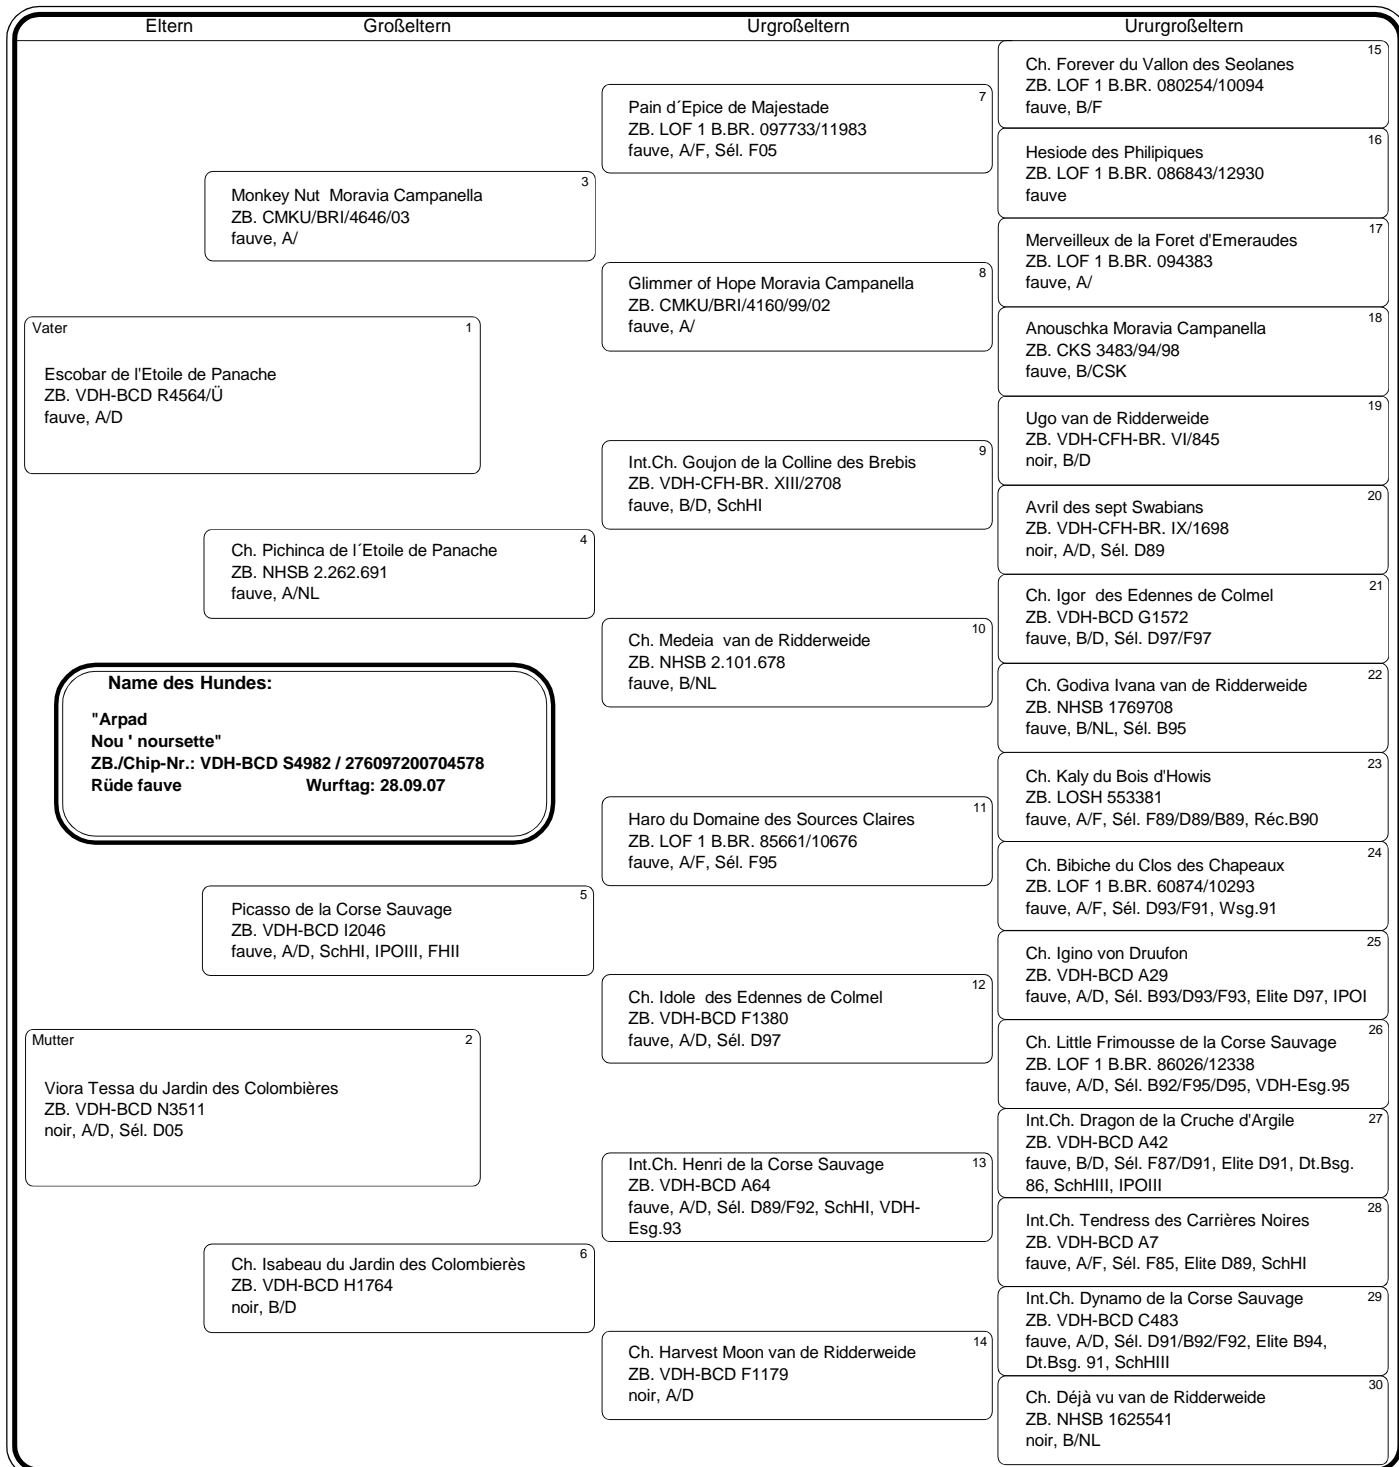 Eltern Großeltern Urgroßeltern Ururgroßeltern
Vater 1
Escobar de l'Etoile de Panache
ZB. VDH-BCD R4564/Ü
fauve, A/D
Mutter 2
Viora Tessa du Jardin des Colombières
ZB. VDH-BCD N3511
noir, A/D, Sél. D05
Name des Hundes:
"Arpad
Nou ' noursette"
ZB./Chip-Nr.: VDH-BCD S4982 / 276097200704578
Rüde fauve Wurftag: 28.09.07
3
Monkey Nut Moravia Campanella
ZB. CMKU/BRI/4646/03
fauve, A/
4
Ch. Pichinca de l´Etoile de Panache
ZB. NHSB 2.262.691
fauve, A/NL
5
Picasso de la Corse Sauvage
ZB. VDH-BCD I2046
fauve, A/D, SchHI, IPOIII, FHII
6
Ch. Isabeau du Jardin des Colombierès
ZB. VDH-BCD H1764
noir, B/D
7
Pain d´Epice de Majestade
ZB. LOF 1 B.BR. 097733/11983
fauve, A/F, Sél. F05
8
Glimmer of Hope Moravia Campanella
ZB. CMKU/BRI/4160/99/02
fauve, A/
9
Int.Ch. Goujon de la Colline des Brebis
ZB. VDH-CFH-BR. XIII/2708
fauve, B/D, SchHI
10
Ch. Medeia van de Ridderweide
ZB. NHSB 2.101.678
fauve, B/NL
11
Haro du Domaine des Sources Claires
ZB. LOF 1 B.BR. 85661/10676
fauve, A/F, Sél. F95
12
Ch. Idole des Edennes de Colmel
ZB. VDH-BCD F1380
fauve, A/D, Sél. D97
13
Int.Ch. Henri de la Corse Sauvage
ZB. VDH-BCD A64
fauve, A/D, Sél. D89/F92, SchHI, VDH-
Esg.93
14
Ch. Harvest Moon van de Ridderweide
ZB. VDH-BCD F1179
noir, A/D
15
Ch. Forever du Vallon des Seolanes
ZB. LOF 1 B.BR. 080254/10094
fauve, B/F
16
Hesiode des Philipiques
ZB. LOF 1 B.BR. 086843/12930
fauve
17
Merveilleux de la Foret d'Emeraudes
ZB. LOF 1 B.BR. 094383
fauve, A/
18
Anouschka Moravia Campanella
ZB. CKS 3483/94/98
fauve, B/CSK
19
Ugo van de Ridderweide
ZB. VDH-CFH-BR. VI/845
noir, B/D
20
Avril des sept Swabians
ZB. VDH-CFH-BR. IX/1698
noir, A/D, Sél. D89
21
Ch. Igor des Edennes de Colmel
ZB. VDH-BCD G1572
fauve, B/D, Sél. D97/F97
22
Ch. Godiva Ivana van de Ridderweide
ZB. NHSB 1769708
fauve, B/NL, Sél. B95
23
Ch. Kaly du Bois d'Howis
ZB. LOSH 553381
fauve, A/F, Sél. F89/D89/B89, Réc.B90
24
Ch. Bibiche du Clos des Chapeaux
ZB. LOF 1 B.BR. 60874/10293
fauve, A/F, Sél. D93/F91, Wsg.91
25
Ch. Igino von Druufon
ZB. VDH-BCD A29
fauve, A/D, Sél. B93/D93/F93, Elite D97, IPOI
26
Ch. Little Frimousse de la Corse Sauvage
ZB. LOF 1 B.BR. 86026/12338
fauve, A/D, Sél. B92/F95/D95, VDH-Esg.95
27
Int.Ch. Dragon de la Cruche d'Argile
ZB. VDH-BCD A42
fauve, B/D, Sél. F87/D91, Elite D91, Dt.Bsg.
86, SchHIII, IPOIII
28
Int.Ch. Tendress des Carrières Noires
ZB. VDH-BCD A7
fauve, A/F, Sél. F85, Elite D89, SchHI
29
Int.Ch. Dynamo de la Corse Sauvage
ZB. VDH-BCD C483
fauve, A/D, Sél. D91/B92/F92, Elite B94,
Dt.Bsg. 91, SchHIII
30
Ch. Déjà vu van de Ridderweide
ZB. NHSB 1625541
noir, B/NL